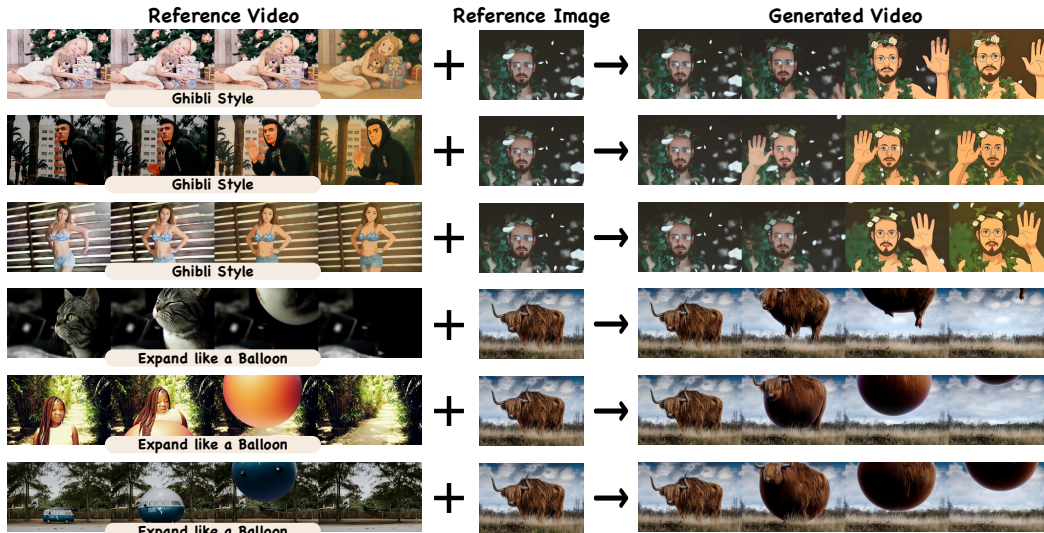 Reference Video
Reference Image
Generated Video
Ghibli Style
Ghibli Style
Ghibli Style
Expand like a Balloon
Expand like a Balloon
Expand like a Balloon